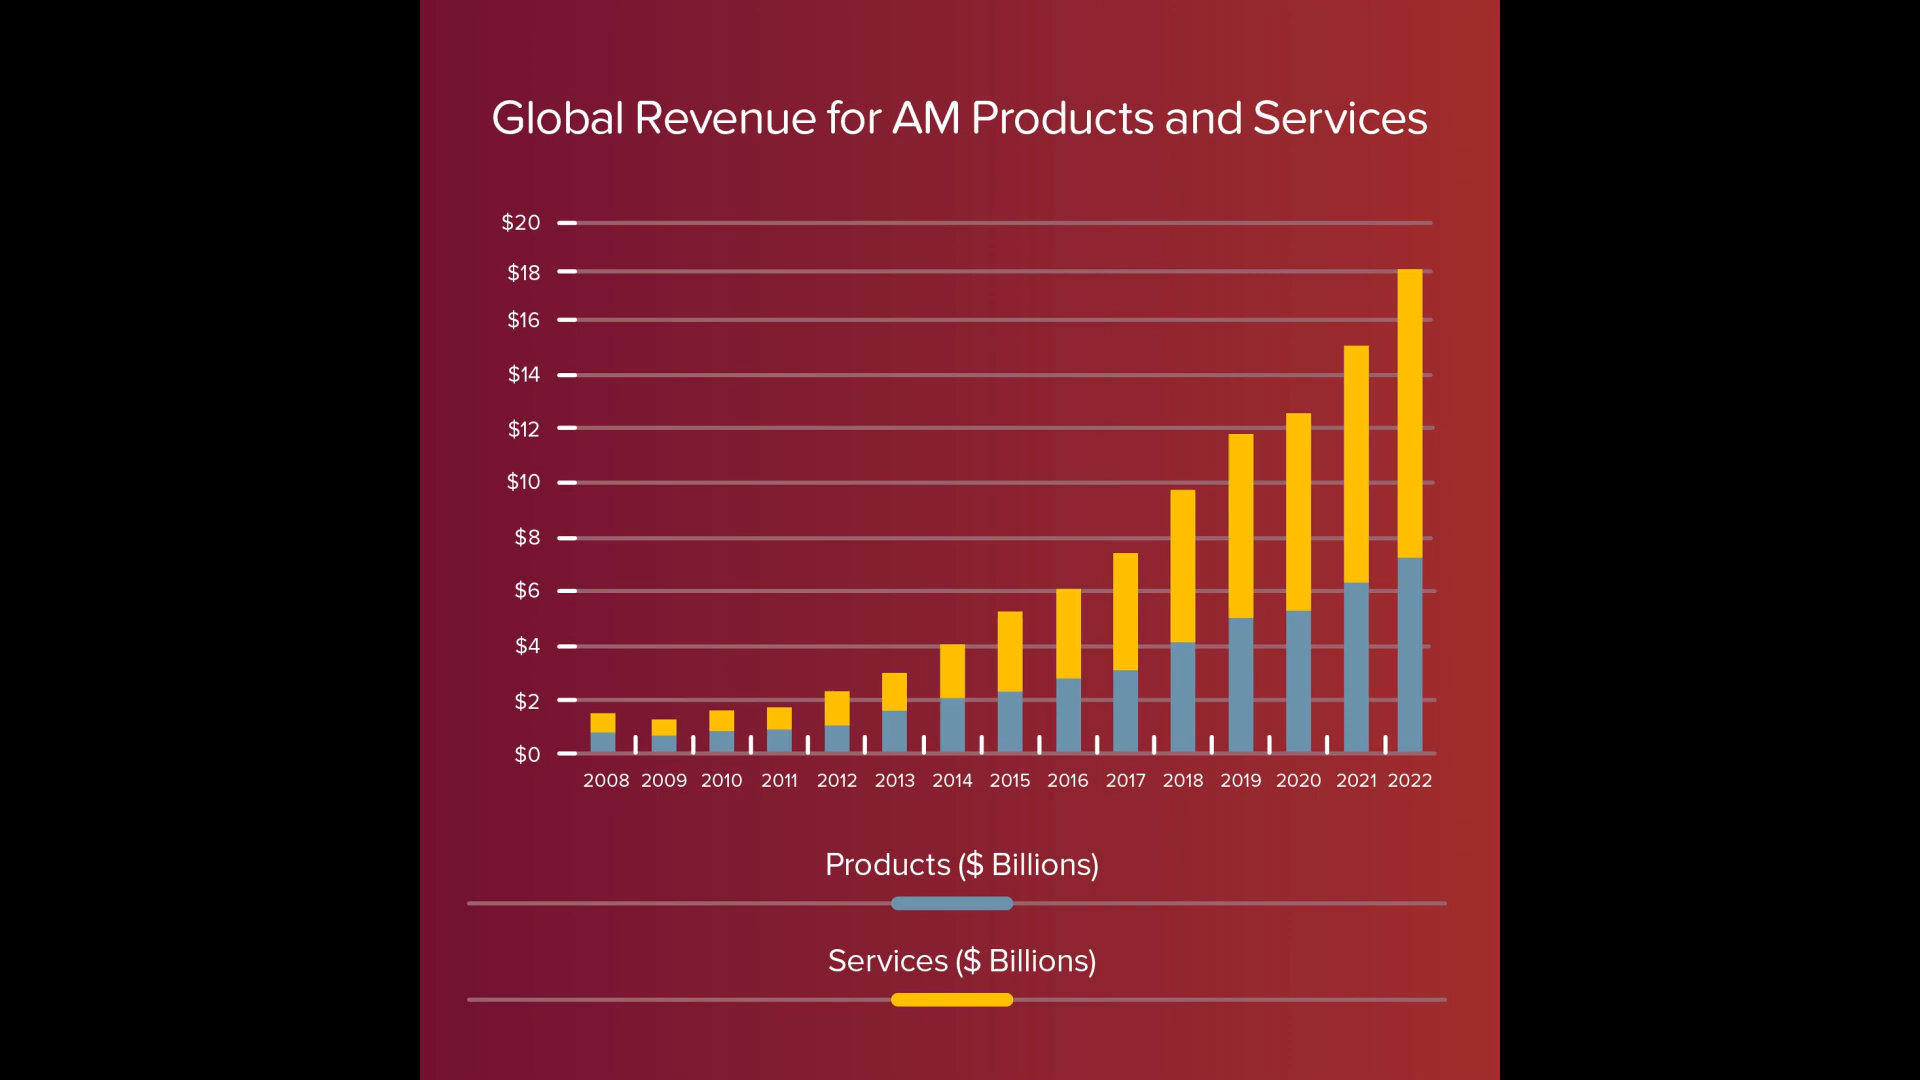 Global Revenue for AM Products and Services
$20
$18
$16
$14
$12
$10
$8
$6
$4
$2
$0
2008 2009 2010 2011 2012 2013 2014 2015 2016 2017 2018 2019 2020 2021 2022
Products ($ Billions)
Services ($ Billions)